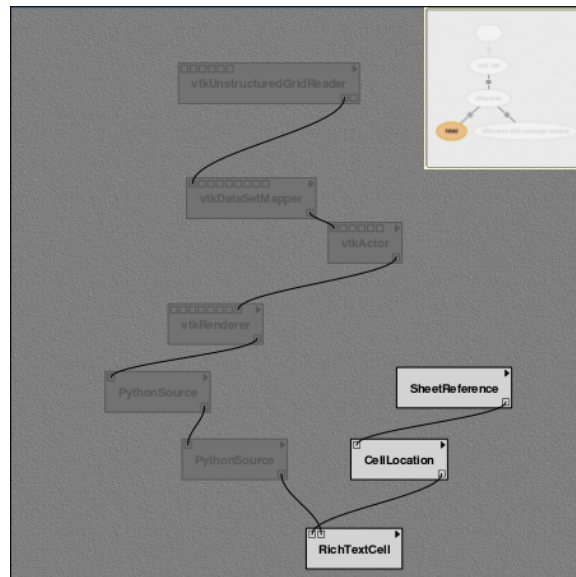 vtkUnstructuredGridReader
vtkDataSetMapper
vtkActor
vtkRenderer
PythonSource
SheetReference
PythonSource
CellLocation
RichTextCell